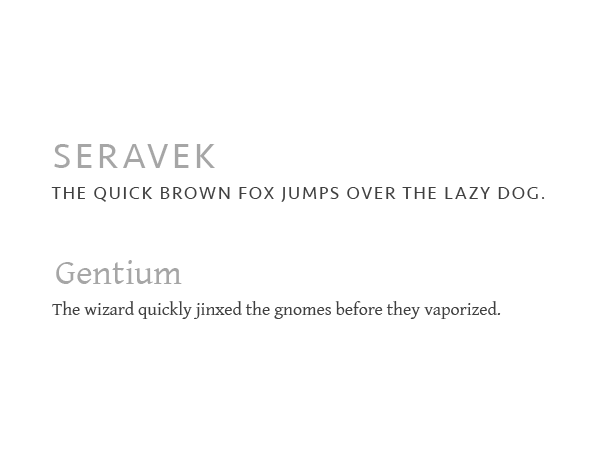 SERAVEK
THE QUICK BROWN FOX JUMPS OVER THE LAZY DOG.
Gentium
The wizard quickly jinxed the gnomes before they vaporized.